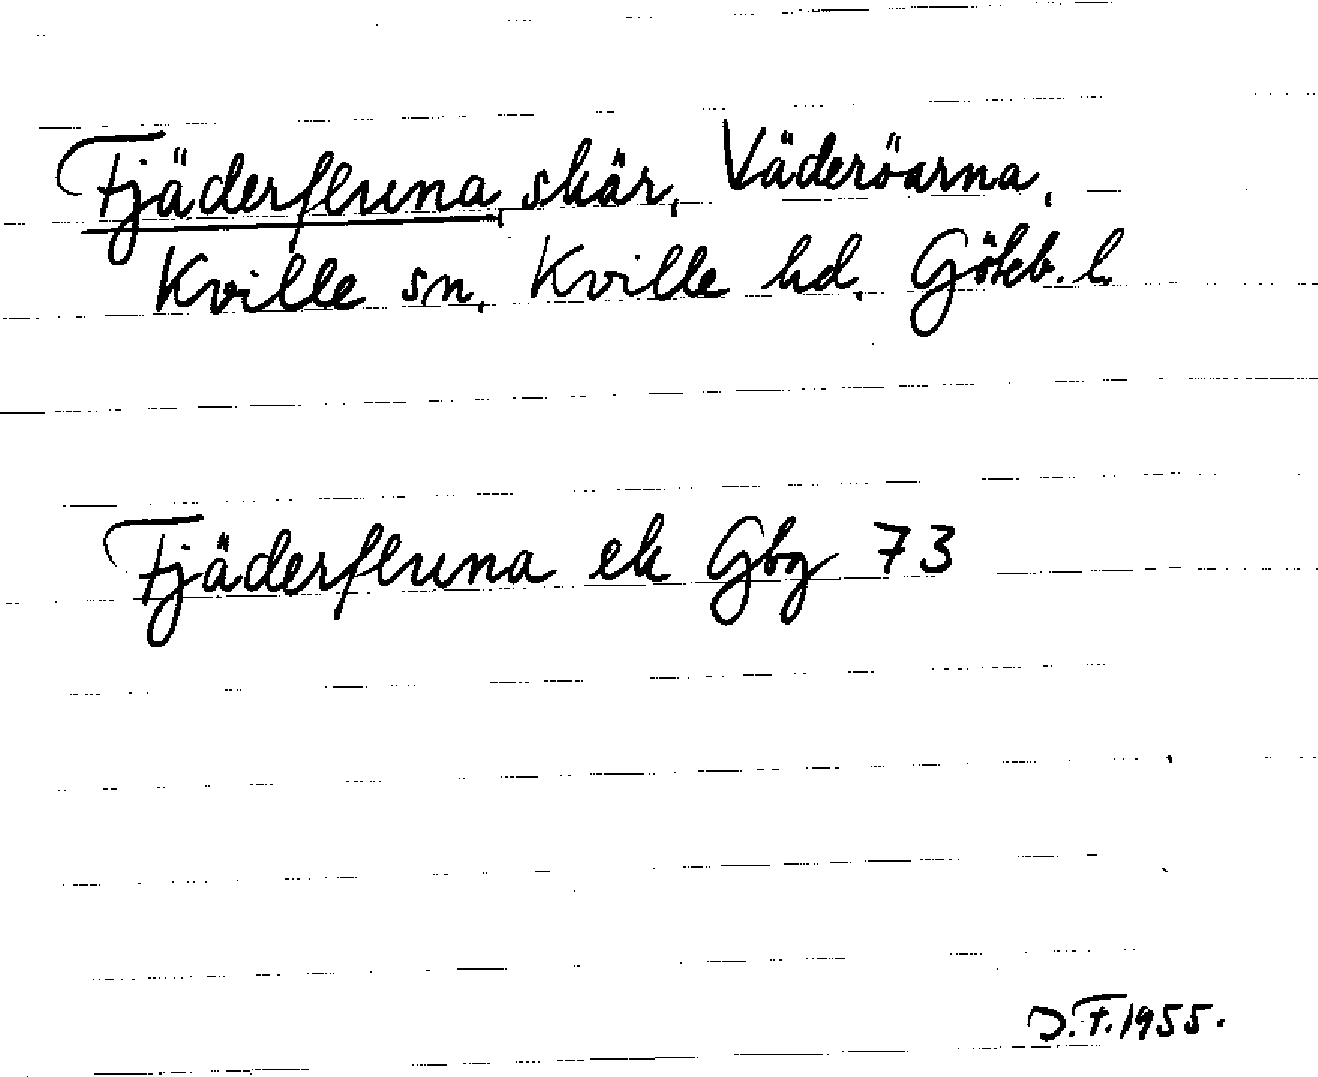 Fjäderfluna, skär, Väderöarna,
Kville sn, Kville hd, Göteb. l.
Fjäderfluna ek Gbg 73
D.F. 1955.